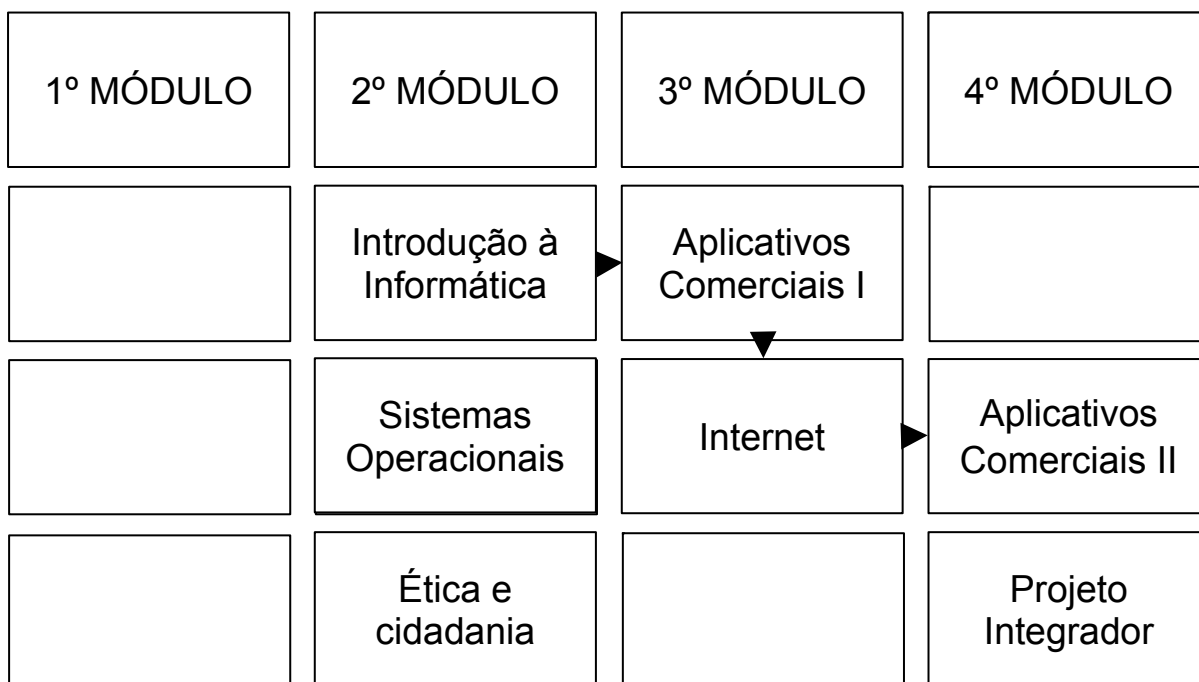 1º MÓDULO
2º MÓDULO
3º MÓDULO
4º MÓDULO
Introdução à
Informática
Aplicativos
Comerciais I
Sistemas
Operacionais
Internet
Aplicativos
Comerciais II
Ética e
cidadania
Projeto
Integrador